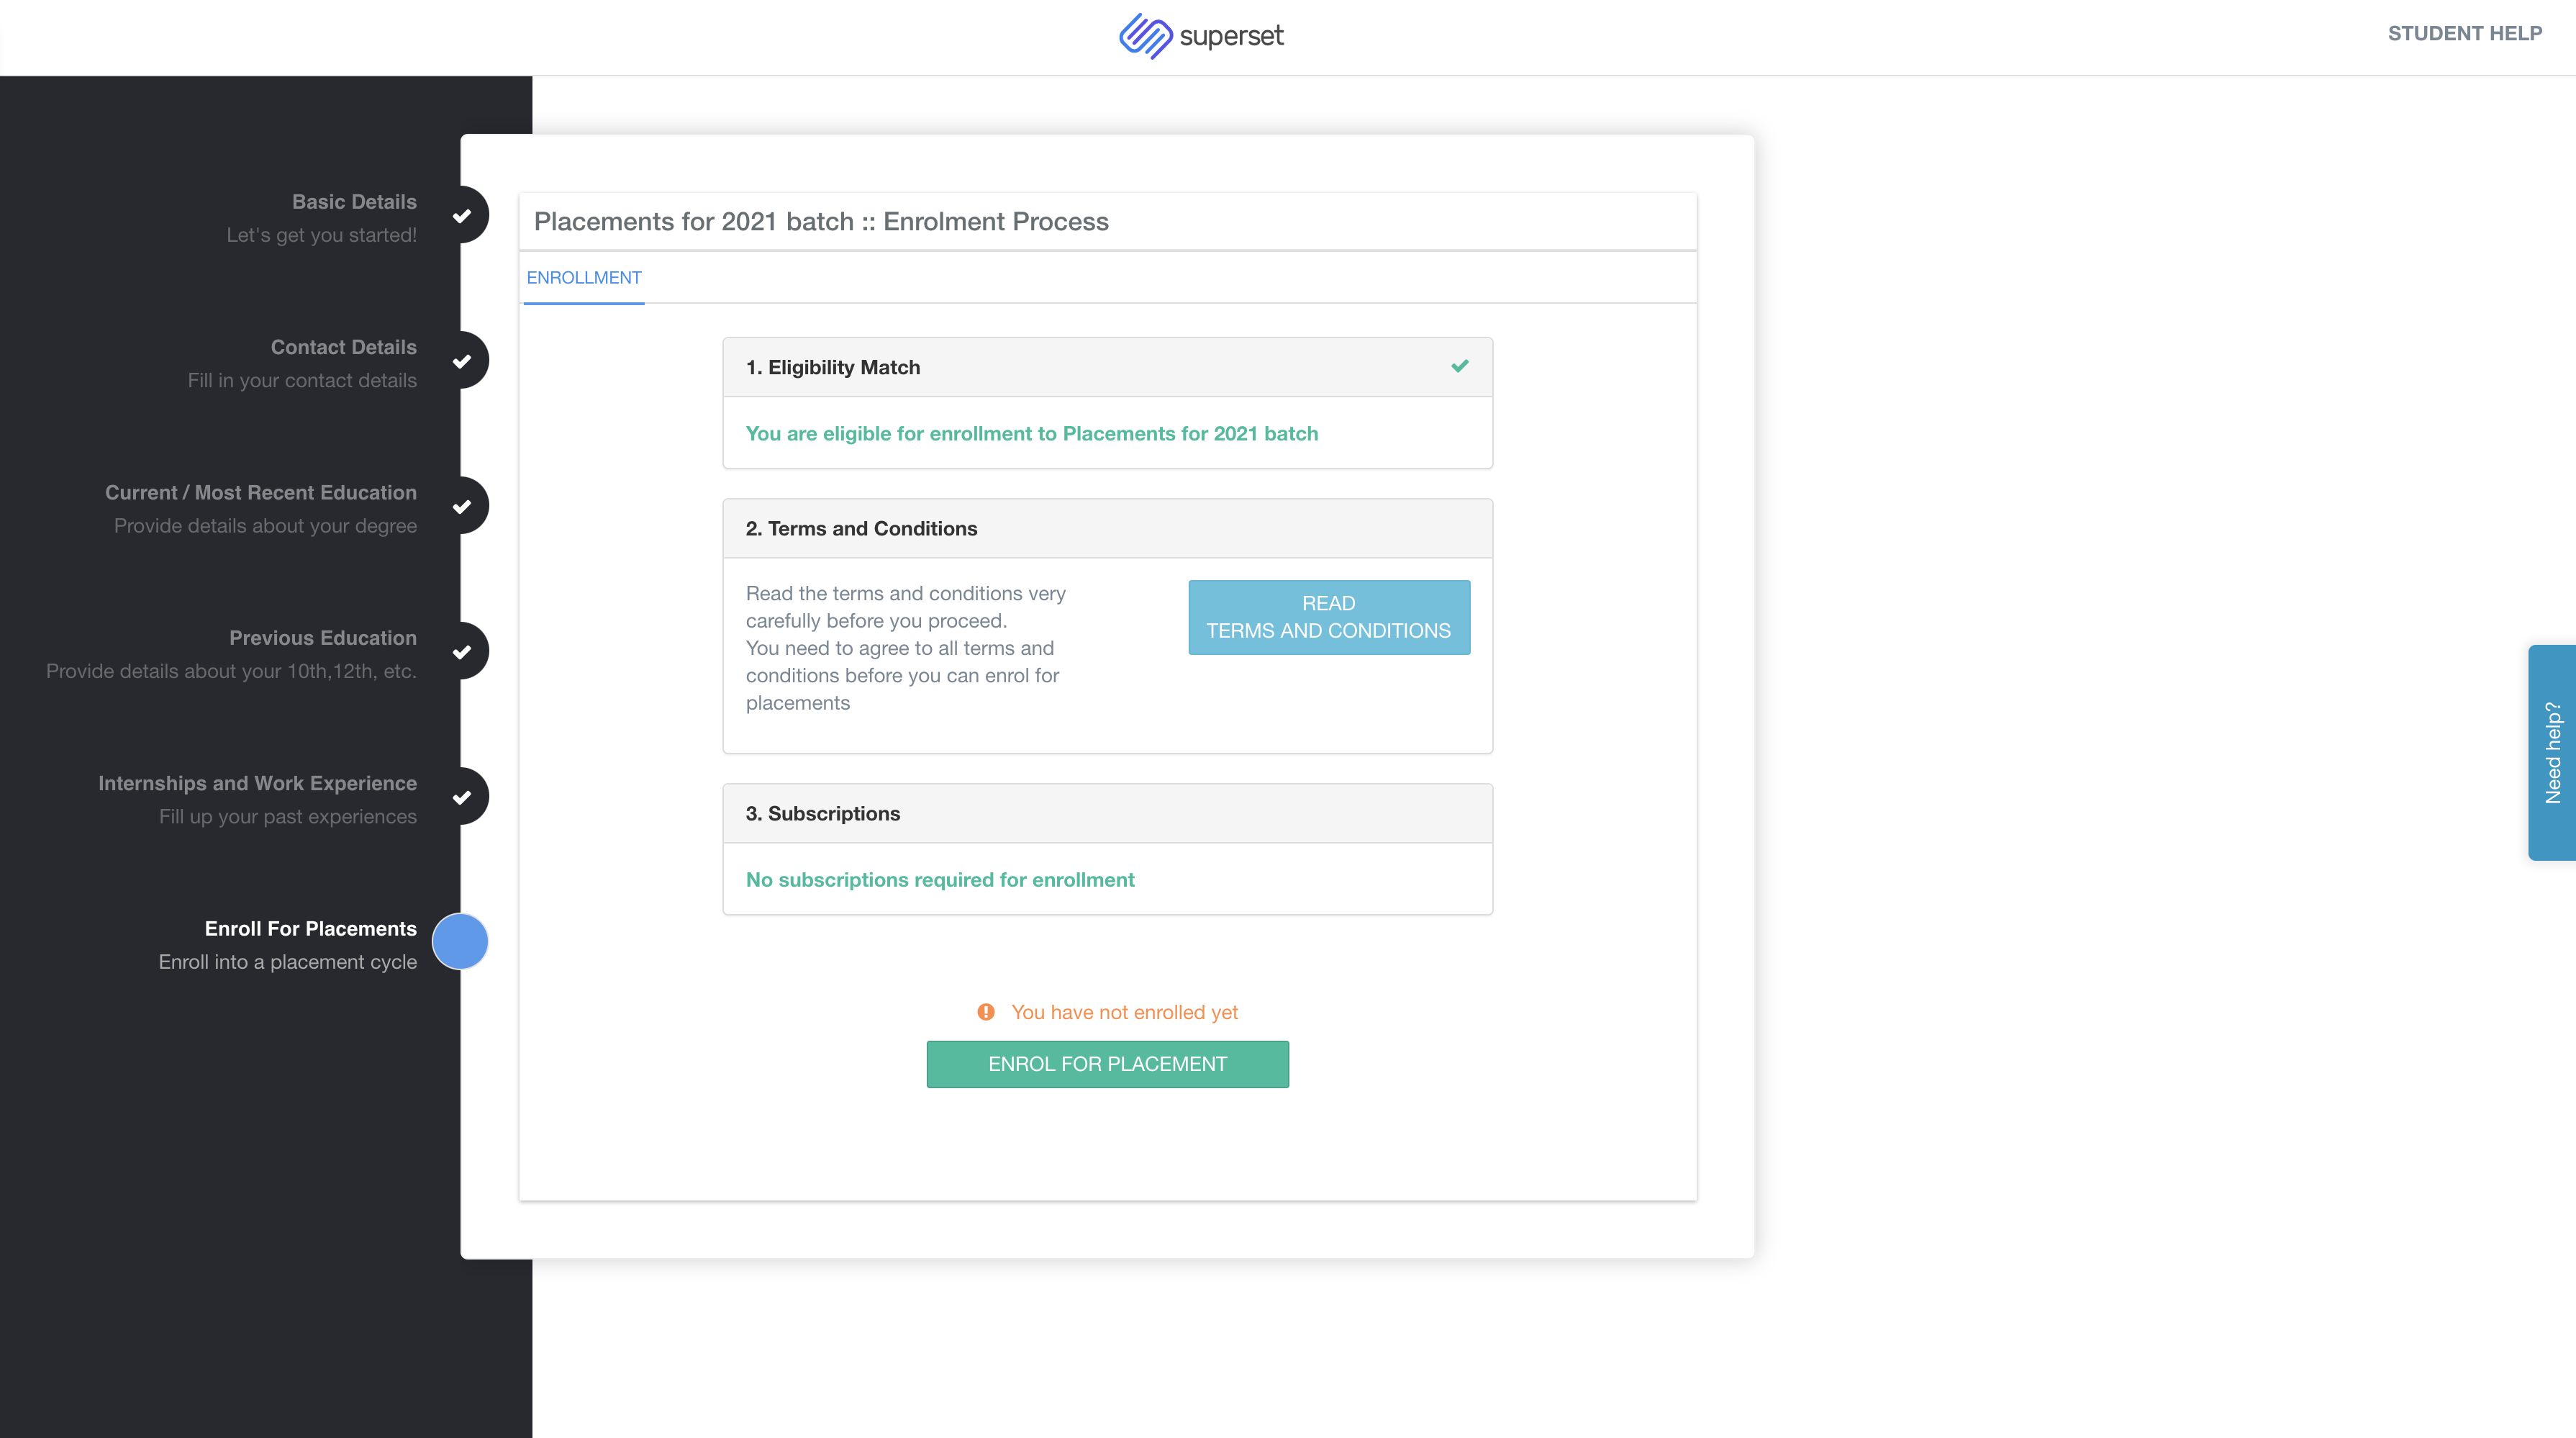 superset
STUDENT HELP
Basic Details
Let's get you started!
Contact Details
Fill in your contact details
Current / Most Recent Education
Provide details about your degree
Previous Education
Provide details about your 10th,12th, etc.
Internships and Work Experience
Fill up your past experiences
Enroll For Placements
Enroll into a placement cycle
Placements for 2021 batch :: Enrolment Process
ENROLLMENT
1. Eligibility Match
You are eligible for enrollment to Placements for 2021 batch
2. Terms and Conditions
Read the terms and conditions very
carefully before you proceed.
You need to agree to all terms and
conditions before you can enrol for
placements
READ
TERMS AND CONDITIONS
3. Subscriptions
No subscriptions required for enrollment
You have not enrolled yet
ENROL FOR PLACEMENT
Need help?